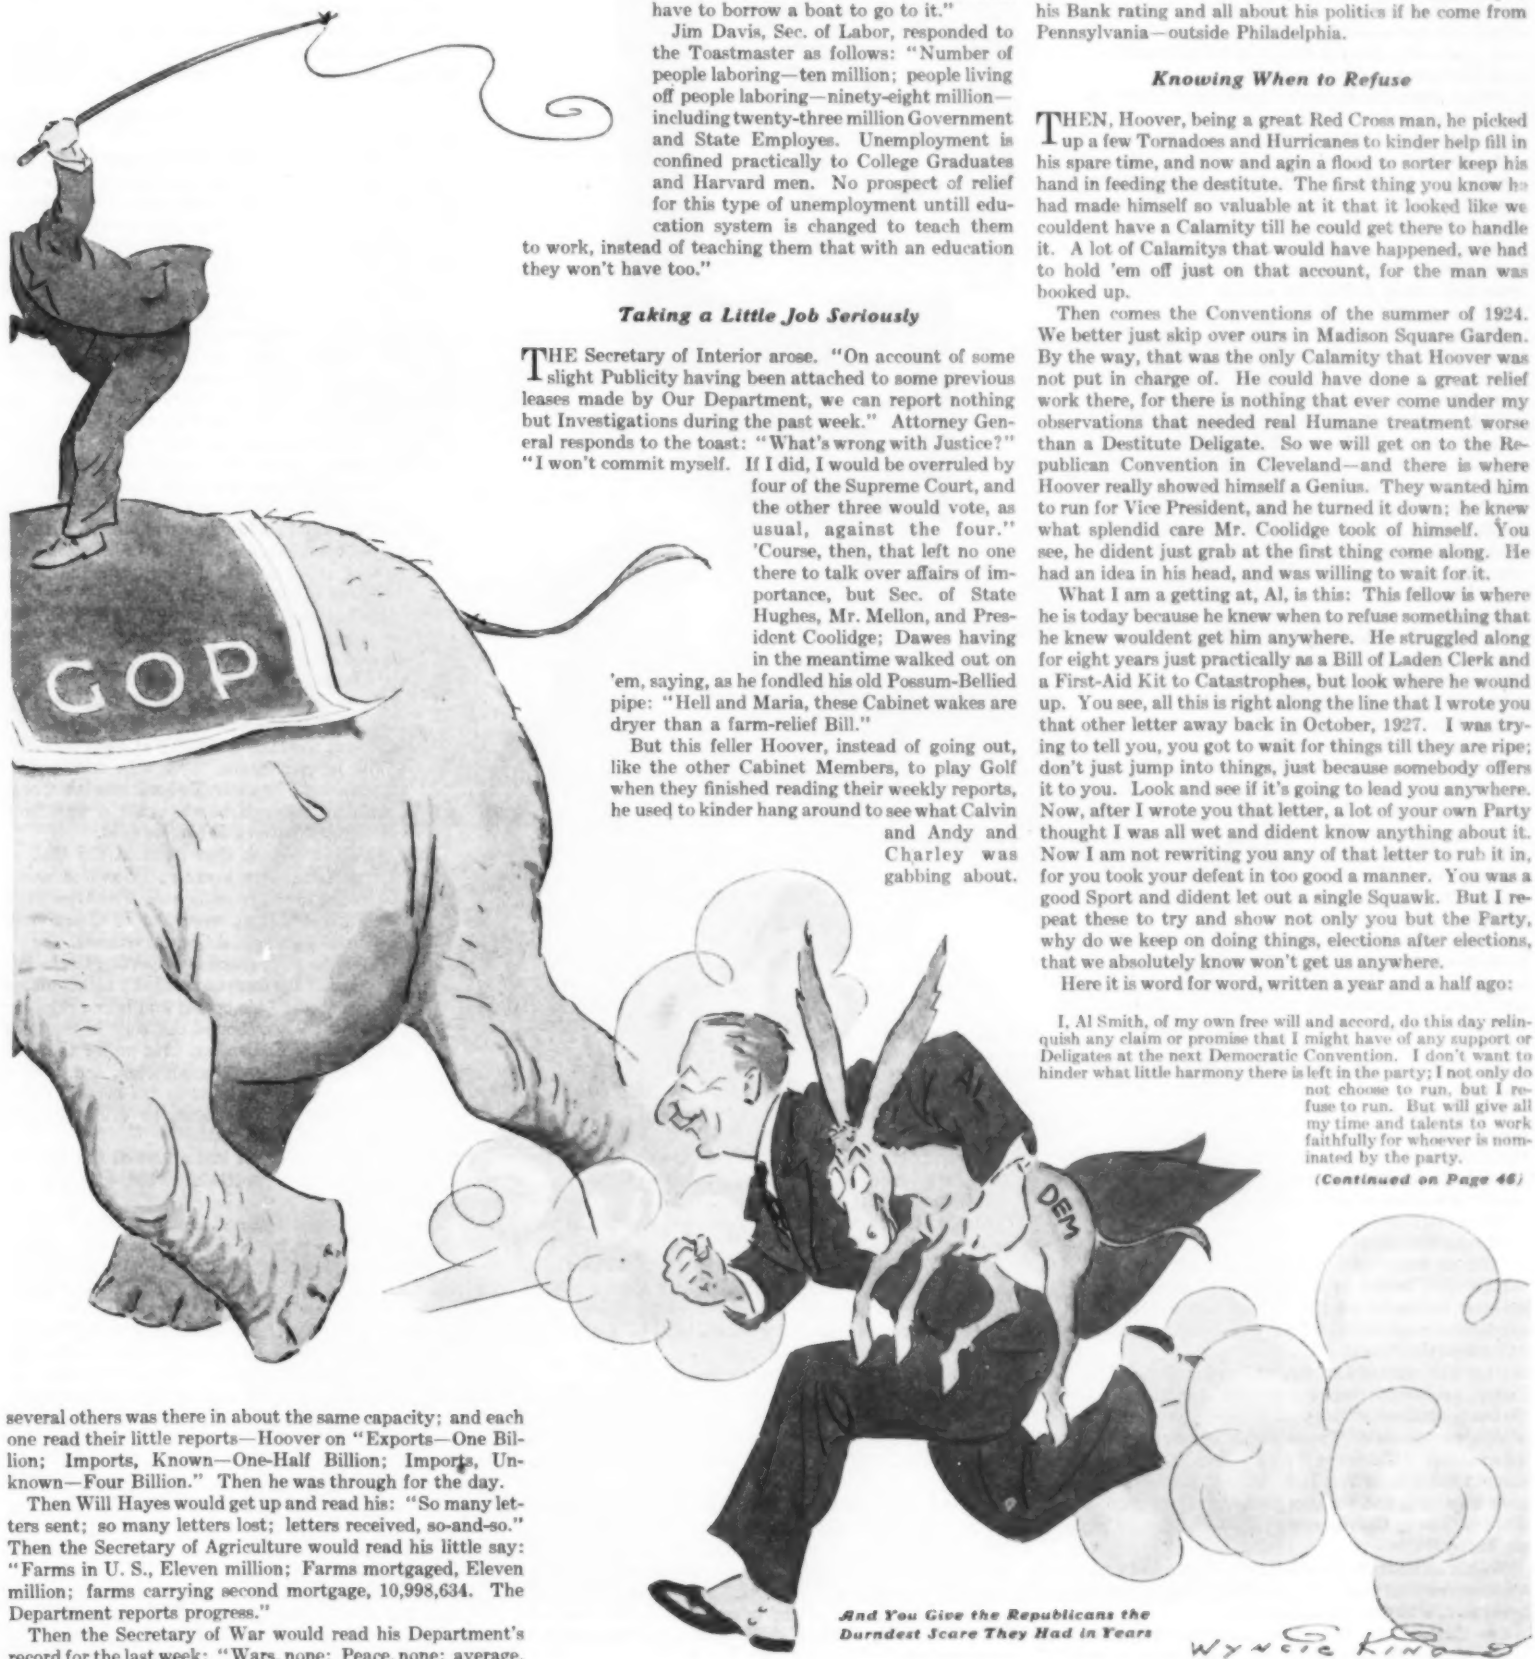 several others was there in about the same capacity; and each
one read their little reports—Hoover on "Exports—One Bil-
lion; Imports, Known—One-Half Billion; Imports, Un-
known—Four Billion." Then he was through for the day.
Then Will Hayes would get up and read his: "So many let-
ters sent; so many letters lost; letters received, so-and-so."
Then the Secretary of Agriculture would read his little say:
"Farms in U. S., Eleven million; Farms mortgaged, Eleven
million; farms carrying second mortgage, 10,998,634. The
Department reports progress."
Then the Secretary of War would read his Department's
record for the last week: "Wars, none; Peace, none; average,
have to borrow a boat to go to it."
Jim Davis, Sec. of Labor, responded to
the Toastmaster as follows: "Number of
people laboring—ten million; people living
off people laboring—ninety-eight million—
including twenty-three million Government
and State Employes. Unemployment is
confined practically to College Graduates
and Harvard men. No prospect of relief
for this type of unemployment untill edu-
cation system is changed to teach them
to work, instead of teaching them that with an education
they won't have too."
Taking a Little Job Seriously
THE Secretary of Interior arose. "On account of some
slight Publicity having been attached to some previous
leases made by Our Department, we can report nothing
but Investigations during the past week." Attorney Gen-
eral responds to the toast: "What's wrong with Justice?"
"I won't commit myself. If I did, I would be overruled by
four of the Supreme Court, and
the other three would vote, as
usual, against the four."
'Course, then, that left no one
there to talk over affairs of im-
portance, but Sec. of State
Hughes, Mr. Mellon, and Pres-
ident Coolidge; Dawes having
in the meantime walked out on
'em, saying, as he fondled his old Possum-Bellied
pipe: "Hell and Maria, these Cabinet wakes are
dryer than a farm-relief Bill."
But this feller Hoover, instead of going out,
like the other Cabinet Members, to play Golf
when they finished reading their weekly reports,
he used to kinder hang around to see what Calvin
and Andy and
Charley was
gabbing about.
his Bank rating and all about his politics if he come from
Pennsylvania—outside Philadelphia.
Knowing When to Refuse
THEN, Hoover, being a great Red Cross man, he picked
up a few Tornadoes and Hurricanes to kinder help fill in
his spare time, and now and agin a flood to sorter keep his
hand in feeding the destitute. The first thing you know he
had made himself so valuable at it that it looked like we
couldent have a Calamity till he could get there to handle
it. A lot of Calamitys that would have happened, we had
to hold 'em off just on that account, for the man was
booked up.
Then comes the Conventions of the summer of 1924.
We better just skip over ours in Madison Square Garden.
By the way, that was the only Calamity that Hoover was
not put in charge of. He could have done a great relief
work there, for there is nothing that ever come under my
observations that needed real Humane treatment worse
than a Destitute Deligate. So we will get on to the Re-
publican Convention in Cleveland—and there is where
Hoover really showed himself a Genius. They wanted him
to run for Vice President, and he turned it down; he knew
what splendid care Mr. Coolidge took of himself. You
see, he dident just grab at the first thing come along. He
had an idea in his head, and was willing to wait for it.
What I am a getting at, Al, is this: This fellow is where
he is today because he knew when to refuse something that
he knew wouldent get him anywhere. He struggled along
for eight years just practically as a Bill of Laden Clerk and
a First-Aid Kit to Catastrophes, but look where he wound
up. You see, all this is right along the line that I wrote you
that other letter away back in October, 1927. I was try-
ing to tell you, you got to wait for things till they are ripe;
don't just jump into things, just because somebody offers
it to you. Look and see if it's going to lead you anywhere.
Now, after I wrote you that letter, a lot of your own Party
thought I was all wet and dident know anything about it.
Now I am not rewriting you any of that letter to rub it in,
for you took your defeat in too good a manner. You was a
good Sport and dident let out a single Squawk. But I re-
peat these to try and show not only you but the Party,
why do we keep on doing things, elections after elections,
that we absolutely know won't get us anywhere.
Here it is word for word, written a year and a half ago:
I, Al Smith, of my own free will and accord, do this day relin-
quish any claim or promise that I might have of any support or
Deligates at the next Democratic Convention. I don't want to
hinder what little harmony there is left in the party; I not only do
not choose to run, but I re-
fuse to run. But will give all
my time and talents to work
faithfully for whoever is nom-
inated by the party.
(Continued on Page 46)
GOP
AL
DEM
And You Give the Republicans the
Durndest Scare They Had in Years
WYNCIE KING